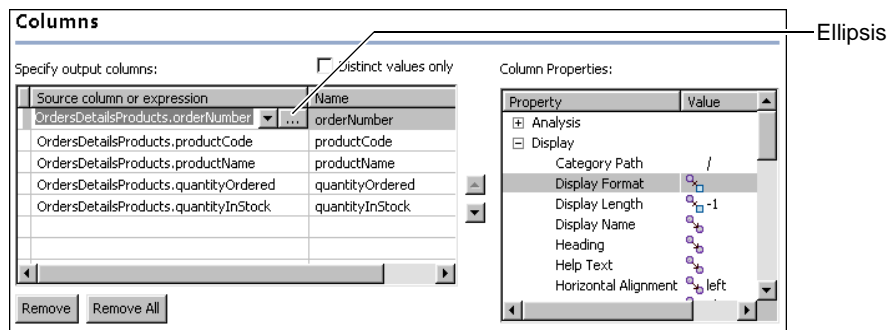 Columns
Ellipsis
Specify output columns:
Distinct values only
Source column or expression Name
OrdersDetailsProducts.orderNumber ... orderNumber
OrdersDetailsProducts.productCode productCode
OrdersDetailsProducts.productName productName
OrdersDetailsProducts.quantityOrdered quantityOrdered
OrdersDetailsProducts.quantityInStock quantityInStock
Remove Remove All
Column Properties:
Property Value
Analysis
Display
Category Path /
Display Format
Display Length -1
Display Name
Heading
Help Text
Horizontal Alignment left